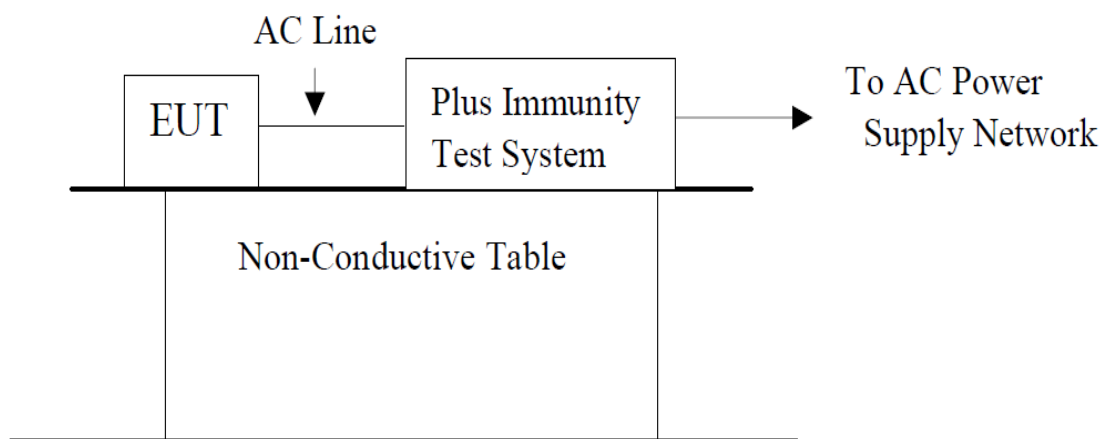 AC Line
EUT
Plus Immunity
Test System
To AC Power
Supply Network
Non-Conductive Table